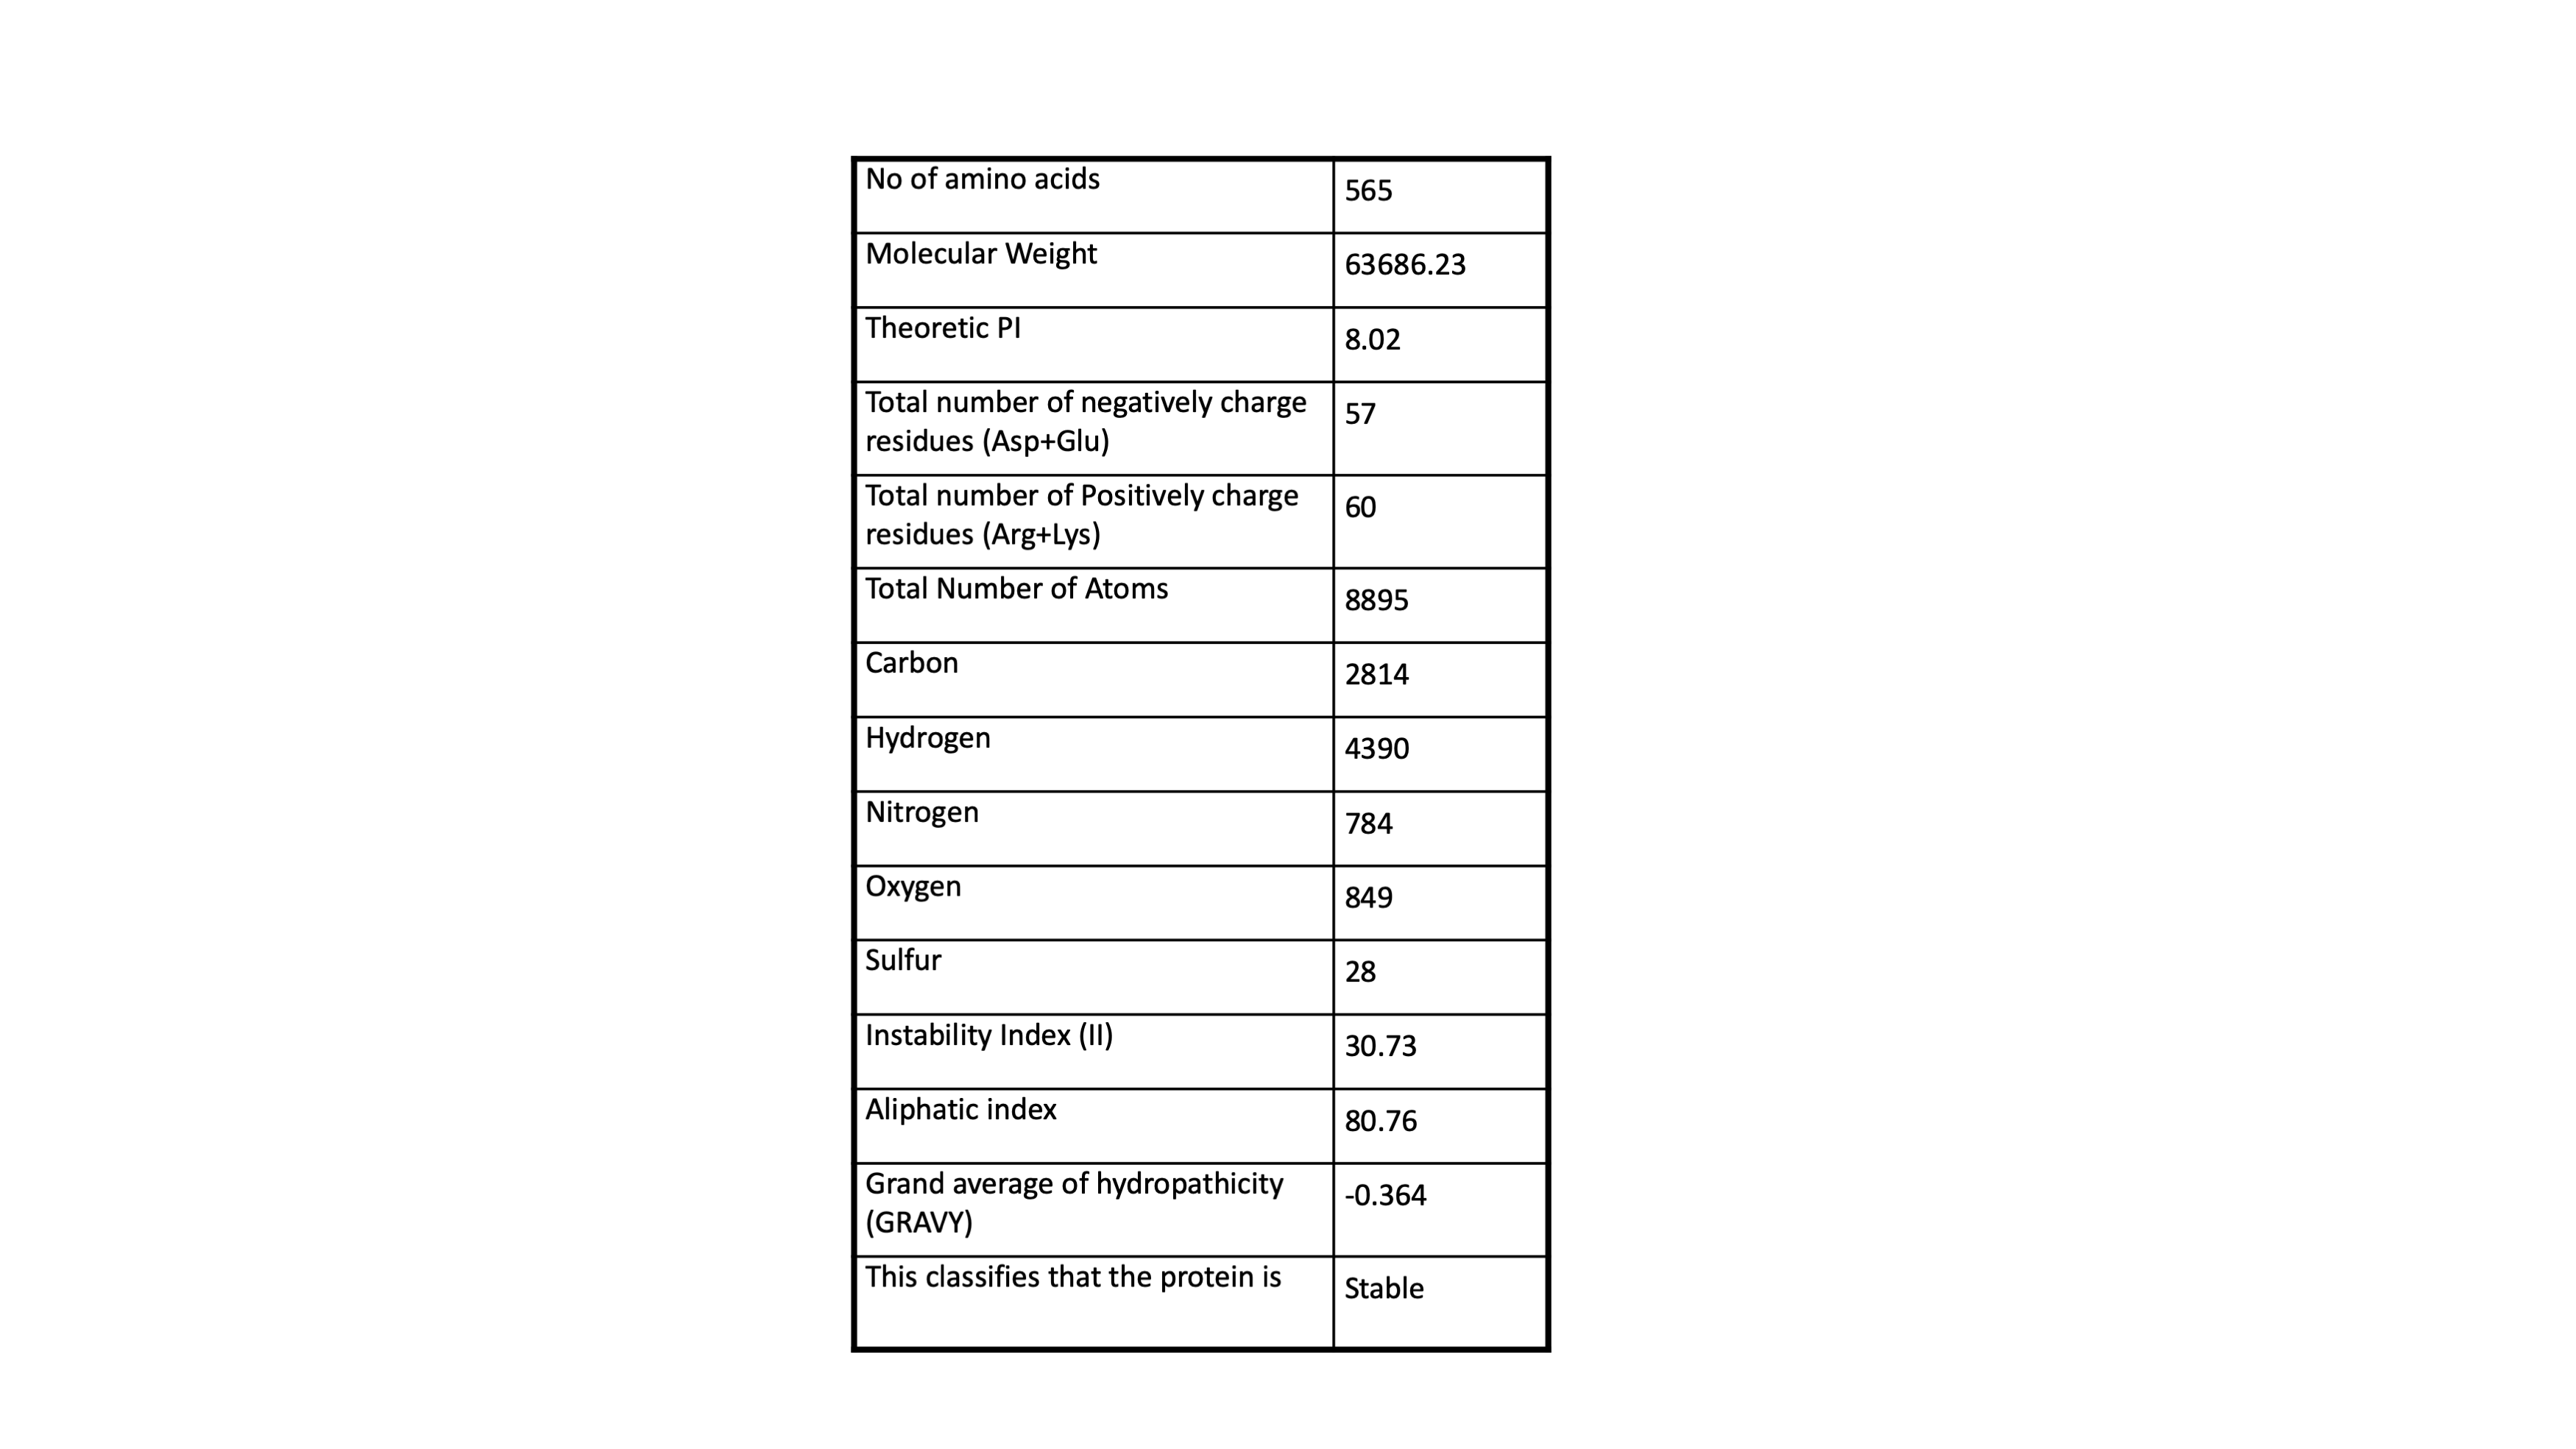 No of amino acids
565
Molecular Weight
63686.23
Theoretic PI
8.02
Total number of negatively charge
residues (Asp+Glu)
57
Total number of Positively charge
residues (Arg+Lys)
60
Total Number of Atoms
8895
Carbon
2814
Hydrogen
4390
Nitrogen
784
Oxygen
849
Sulfur
28
Instability Index (II)
30.73
Aliphatic index
80.76
Grand average of hydropathicity
(GRAVY)
-0.364
This classifies that the protein is
Stable